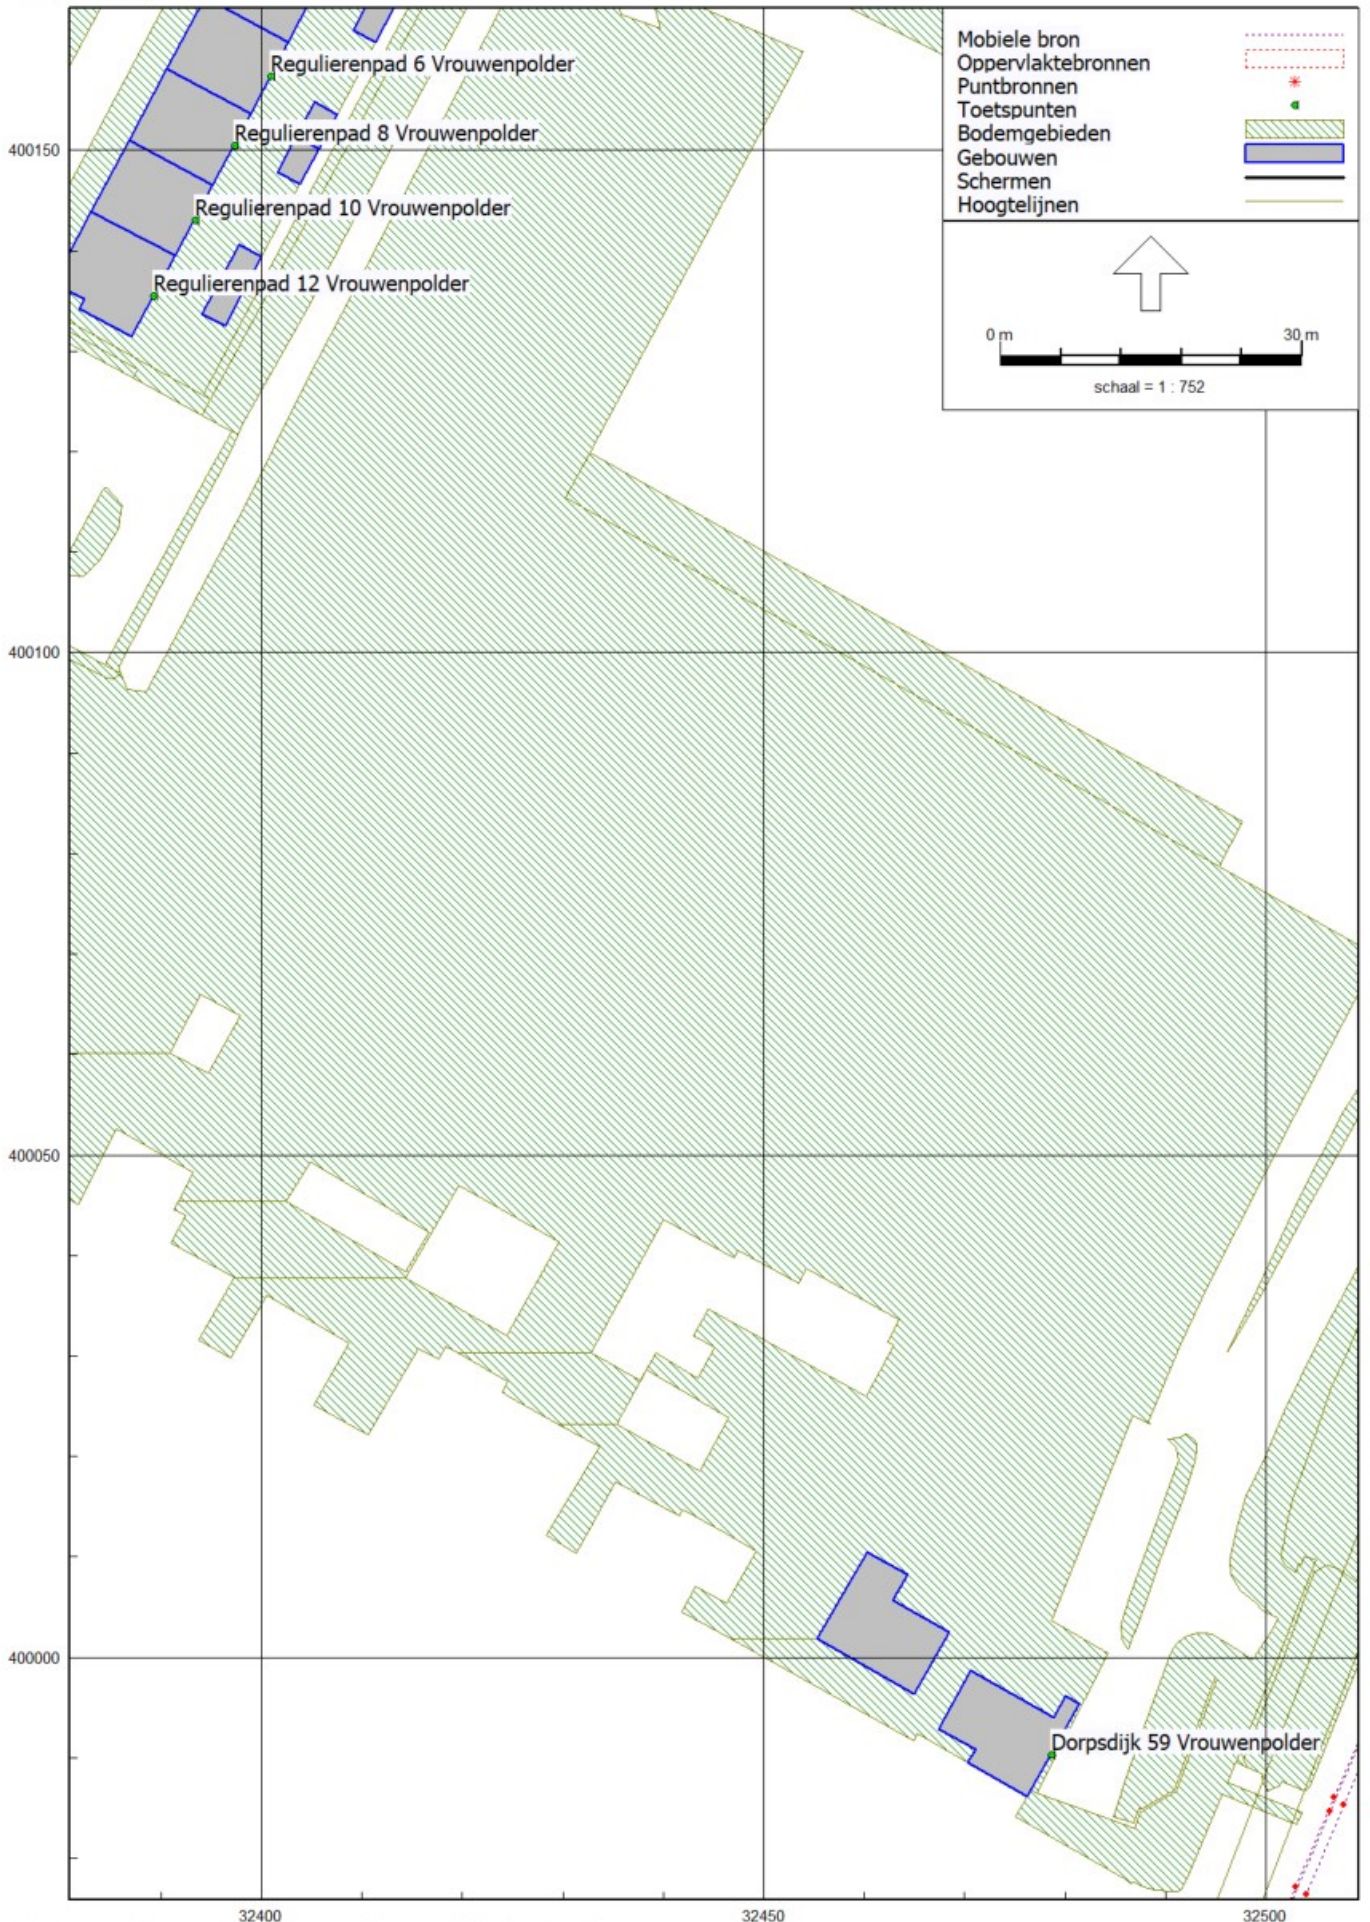 Mobiele bron
Oppervlaktebronnen
Puntbronnen
Toetspunten
Bodemgebieden
Gebouwen
Schermen
Hoogtelijnen
0 m 30 m
schaal = 1 : 752
Regulierenpad 6 Vrouwenpolder
Regulierenpad 8 Vrouwenpolder
400150
Regulierenpad 10 Vrouwenpolder
Regulierenpad 12 Vrouwenpolder
400100
400050
400000
Dorpsdijk 59 Vrouwenpolder
32400 32450 32500